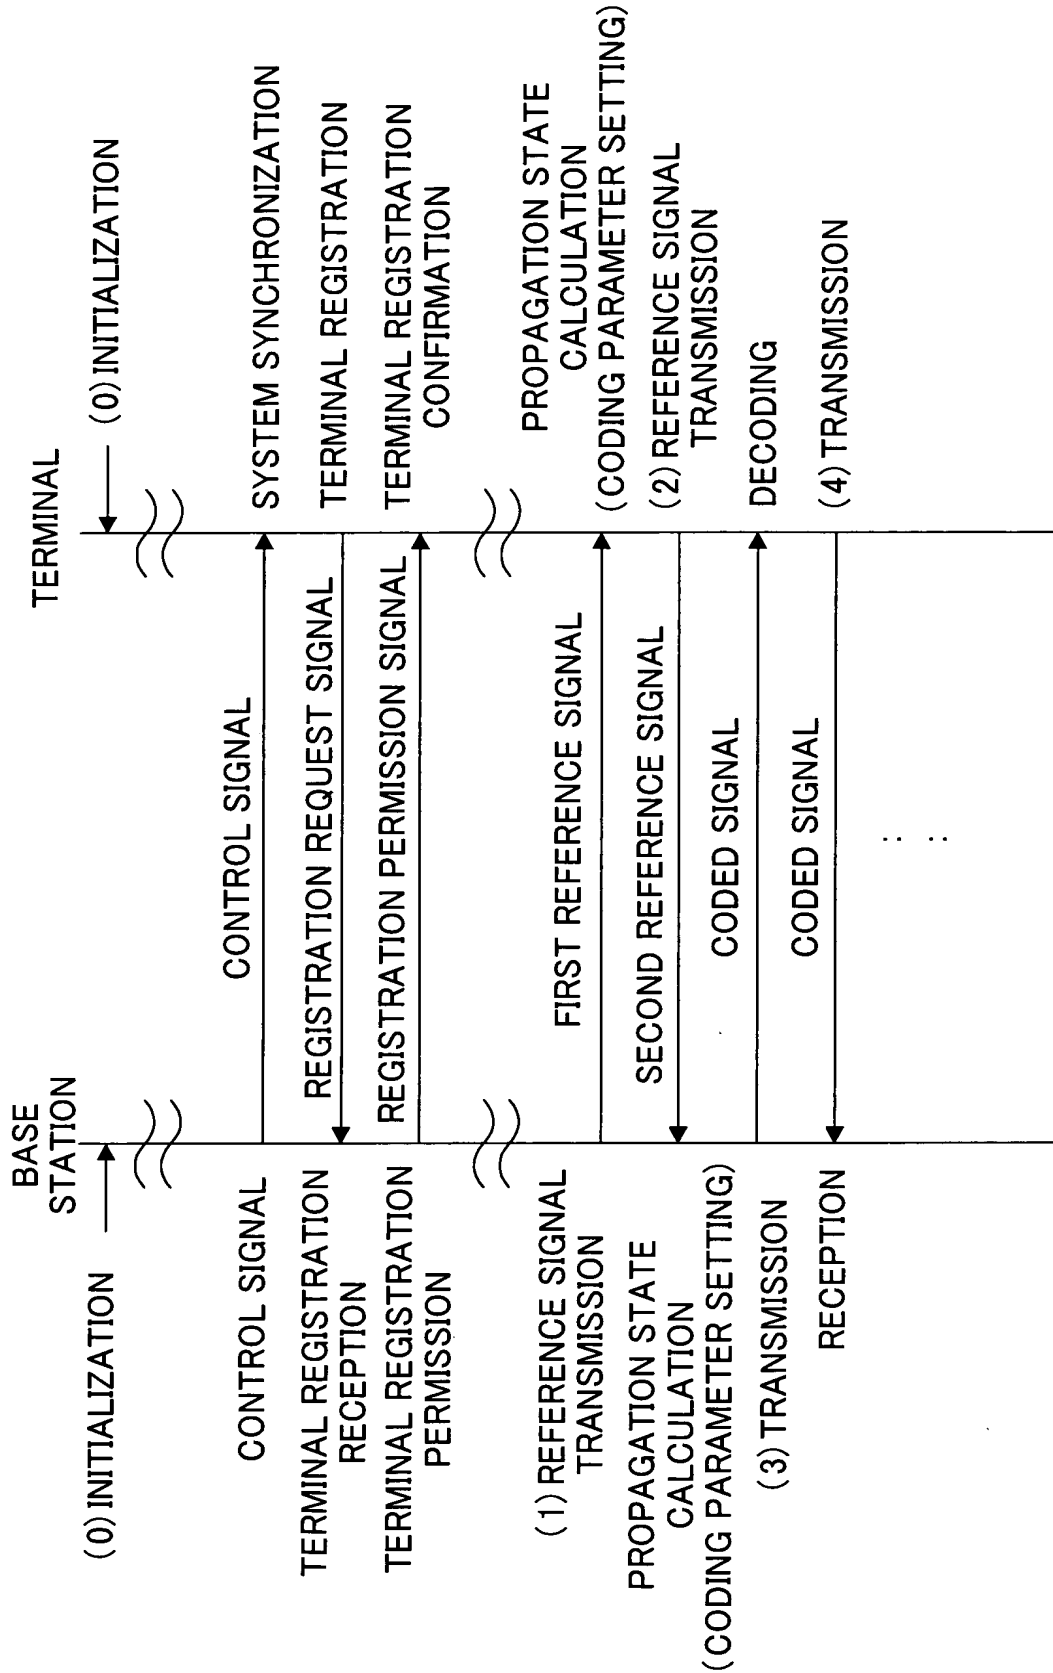 BASE
STATION
TERMINAL
(0) INITIALIZATION
(0) INITIALIZATION
CONTROL SIGNAL
CONTROL SIGNAL
SYSTEM SYNCHRONIZATION
TERMINAL REGISTRATION
RECEPTION
REGISTRATION REQUEST SIGNAL
TERMINAL REGISTRATION
TERMINAL REGISTRATION
PERMISSION
REGISTRATION PERMISSION SIGNAL
TERMINAL REGISTRATION
CONFIRMATION
(1) REFERENCE SIGNAL
TRANSMISSION
FIRST REFERENCE SIGNAL
PROPAGATION STATE
CALCULATION
(CODING PARAMETER SETTING)
PROPAGATION STATE
CALCULATION
(CODING PARAMETER SETTING)
SECOND REFERENCE SIGNAL
(2) REFERENCE SIGNAL
TRANSMISSION
(3) TRANSMISSION
CODED SIGNAL
DECODING
RECEPTION
CODED SIGNAL
(4) TRANSMISSION